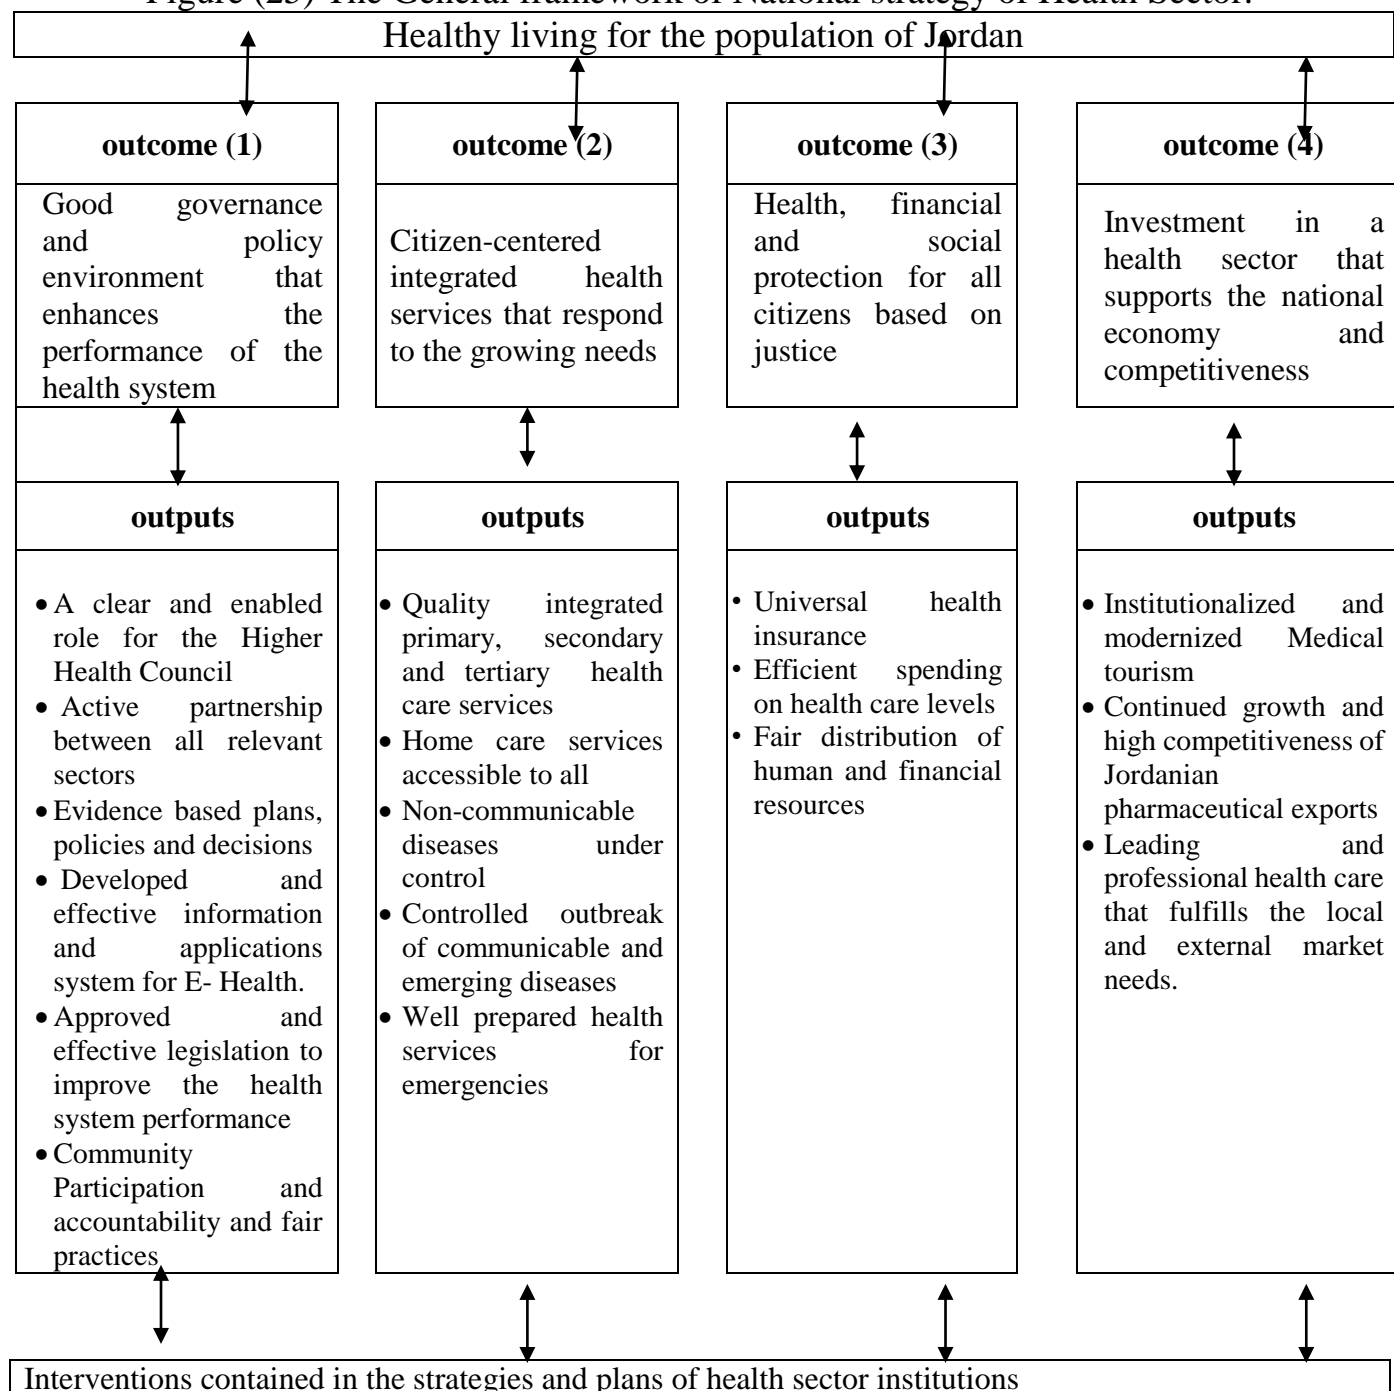 Figure (23) The General framework of National strategy of Health Sector.
Healthy living for the population of Jordan
outcome (1)
Good governance
and policy
environment that
enhances the
performance of the
health system
outcome (2)
Citizen-centered
integrated health
services that respond
to the growing needs
outcome (3)
Health, financial
and social
protection for all
citizens based on
justice
outcome (4)
Investment in a
health sector that
supports the national
economy and
competitiveness
outputs
• A clear and enabled
role for the Higher
Health Council
• Active partnership
between all relevant
sectors
• Evidence based plans,
policies and decisions
• Developed and
effective information
and applications
system for E- Health.
• Approved and
effective legislation to
improve the health
system performance
• Community
Participation and
accountability and fair
practices
outputs
• Quality integrated
primary, secondary
and tertiary health
care services
• Home care services
accessible to all
• Non-communicable
diseases under
control
• Controlled outbreak
of communicable and
emerging diseases
• Well prepared health
services for
emergencies
outputs
• Universal health
insurance
• Efficient spending
on health care levels
• Fair distribution of
human and financial
resources
outputs
• Institutionalized and
modernized Medical
tourism
• Continued growth and
high competitiveness of
Jordanian
pharmaceutical exports
• Leading and
professional health care
that fulfills the local
and external market
needs.
Interventions contained in the strategies and plans of health sector institutions